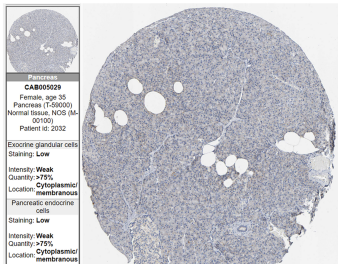 Pancreas
CAB005029
Female, age 35
Pancreas (T-59000)
Normal tissue, NOS (M-
00100)
Patient id: 2032
Exocrine glandular cells
Staining: Low
Intensity: Weak
Quantity: >75%
Location: Cytoplasmic/
membranous
Pancreatic endocrine
cells
Staining: Low
Intensity: Weak
Quantity: >75%
Location: Cytoplasmic/
membranous